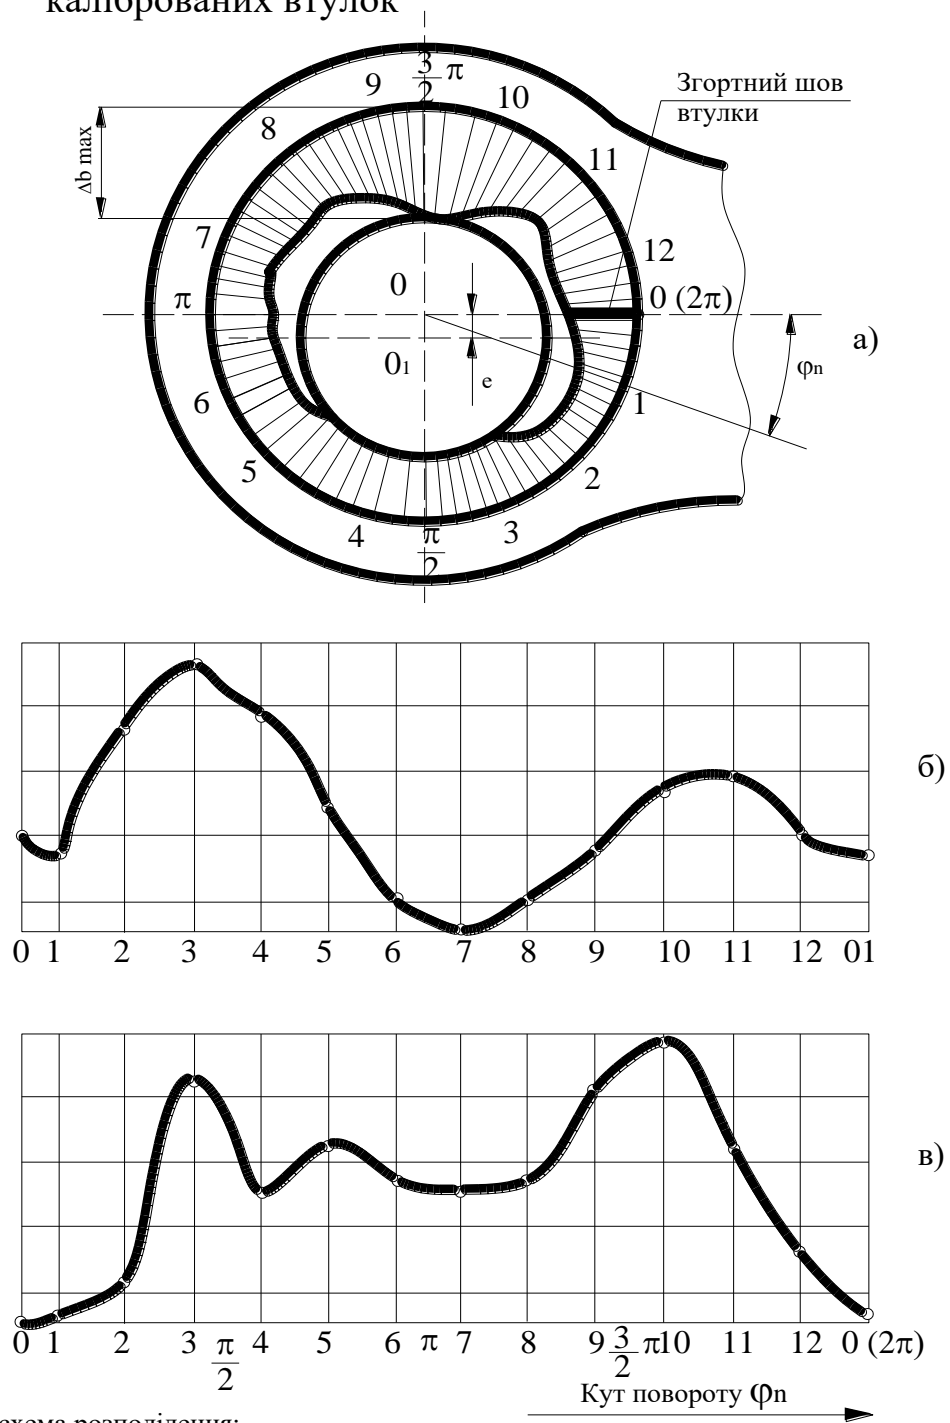 каліброваних втулок
3/2 π
9
10
Згортний шов
втулки
8
11
Δb max
7
12
0
π
0 (2π)
а)
0₁
e
φn
6
1
5
2
4
π/2
3
б)
0 1 2 3 4 5 6 7 8 9 10 11 12 01
в)
0 1 2 3 π/2 4 5 6 π 7 8 9 3/2 π 10 11 12 0 (2π)
Кут повороту φn
схема розподілення: